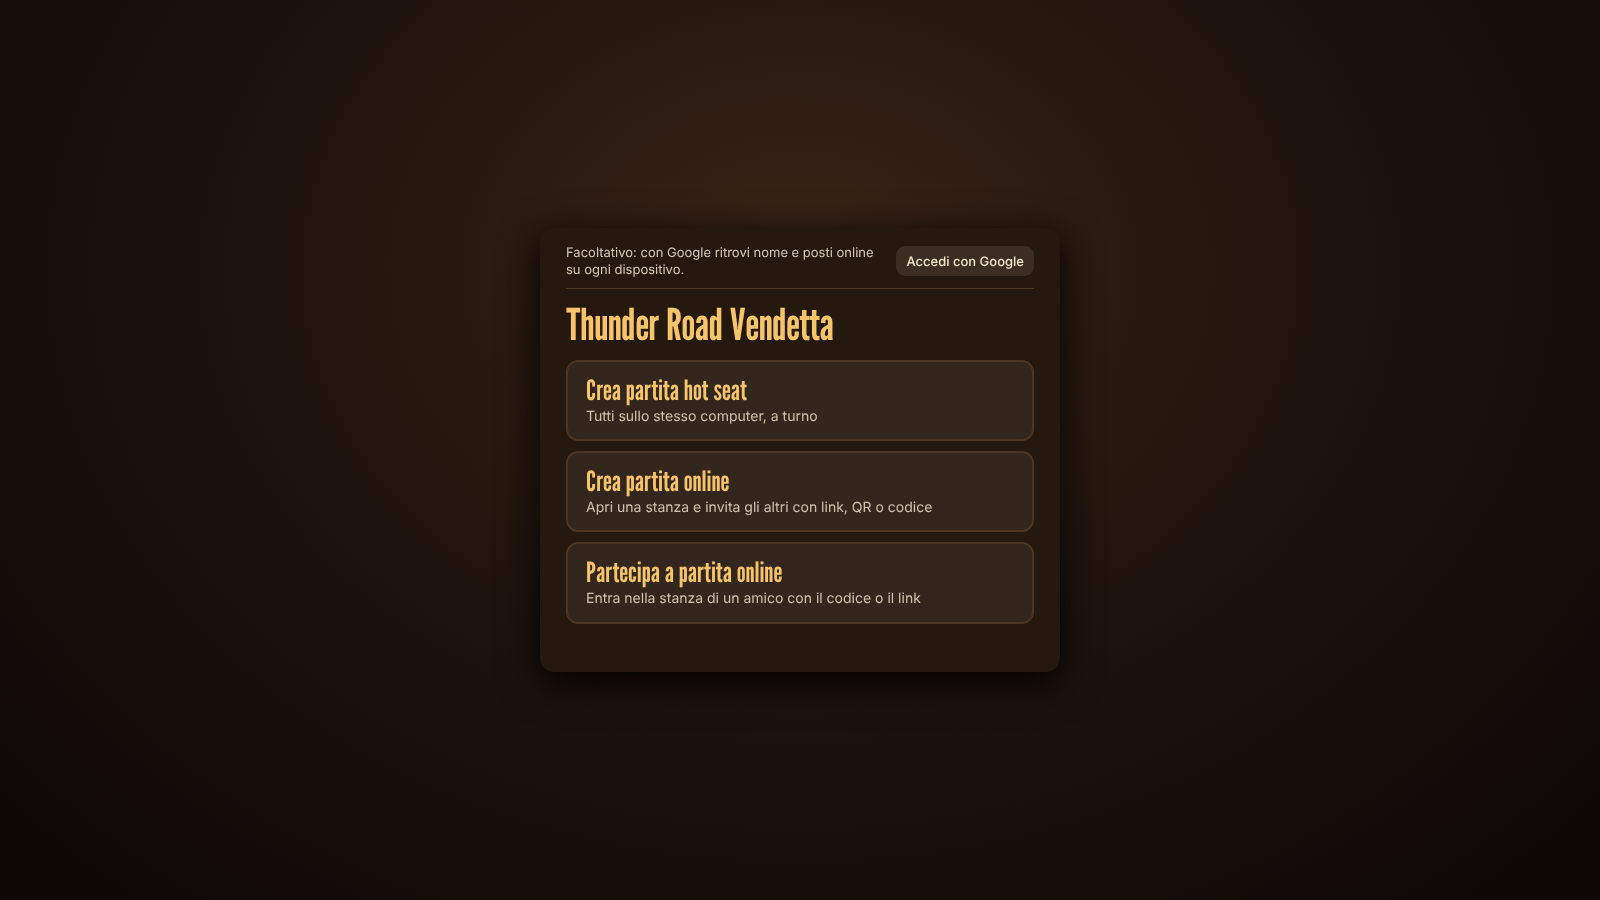 Facoltativo: con Google ritrovi nome e posti online
su ogni dispositivo.
Accedi con Google
Thunder Road Vendetta
Crea partita hot seat
Tutti sullo stesso computer, a turno
Crea partita online
Apri una stanza e invita gli altri con link, QR o codice
Partecipa a partita online
Entra nella stanza di un amico con il codice o il link